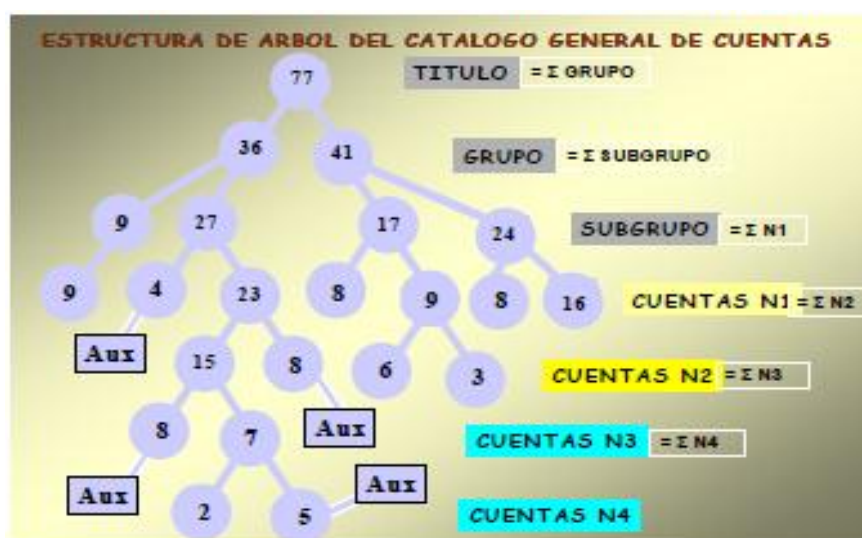 ESTRUCTURA DE ARBOL DEL CATALOGO GENERAL DE CUENTAS
77 TITULO = Σ GRUPO
36 41 GRUPO = Σ SUBGRUPO
9 27 17 24 SUBGRUPO = Σ N1
9 4 23 8 9 8 16 CUENTAS N1 = Σ N2
Aux 15 8 6 3 CUENTAS N2 = Σ N3
8 7 Aux CUENTAS N3 = Σ N4
Aux 2 5 Aux CUENTAS N4